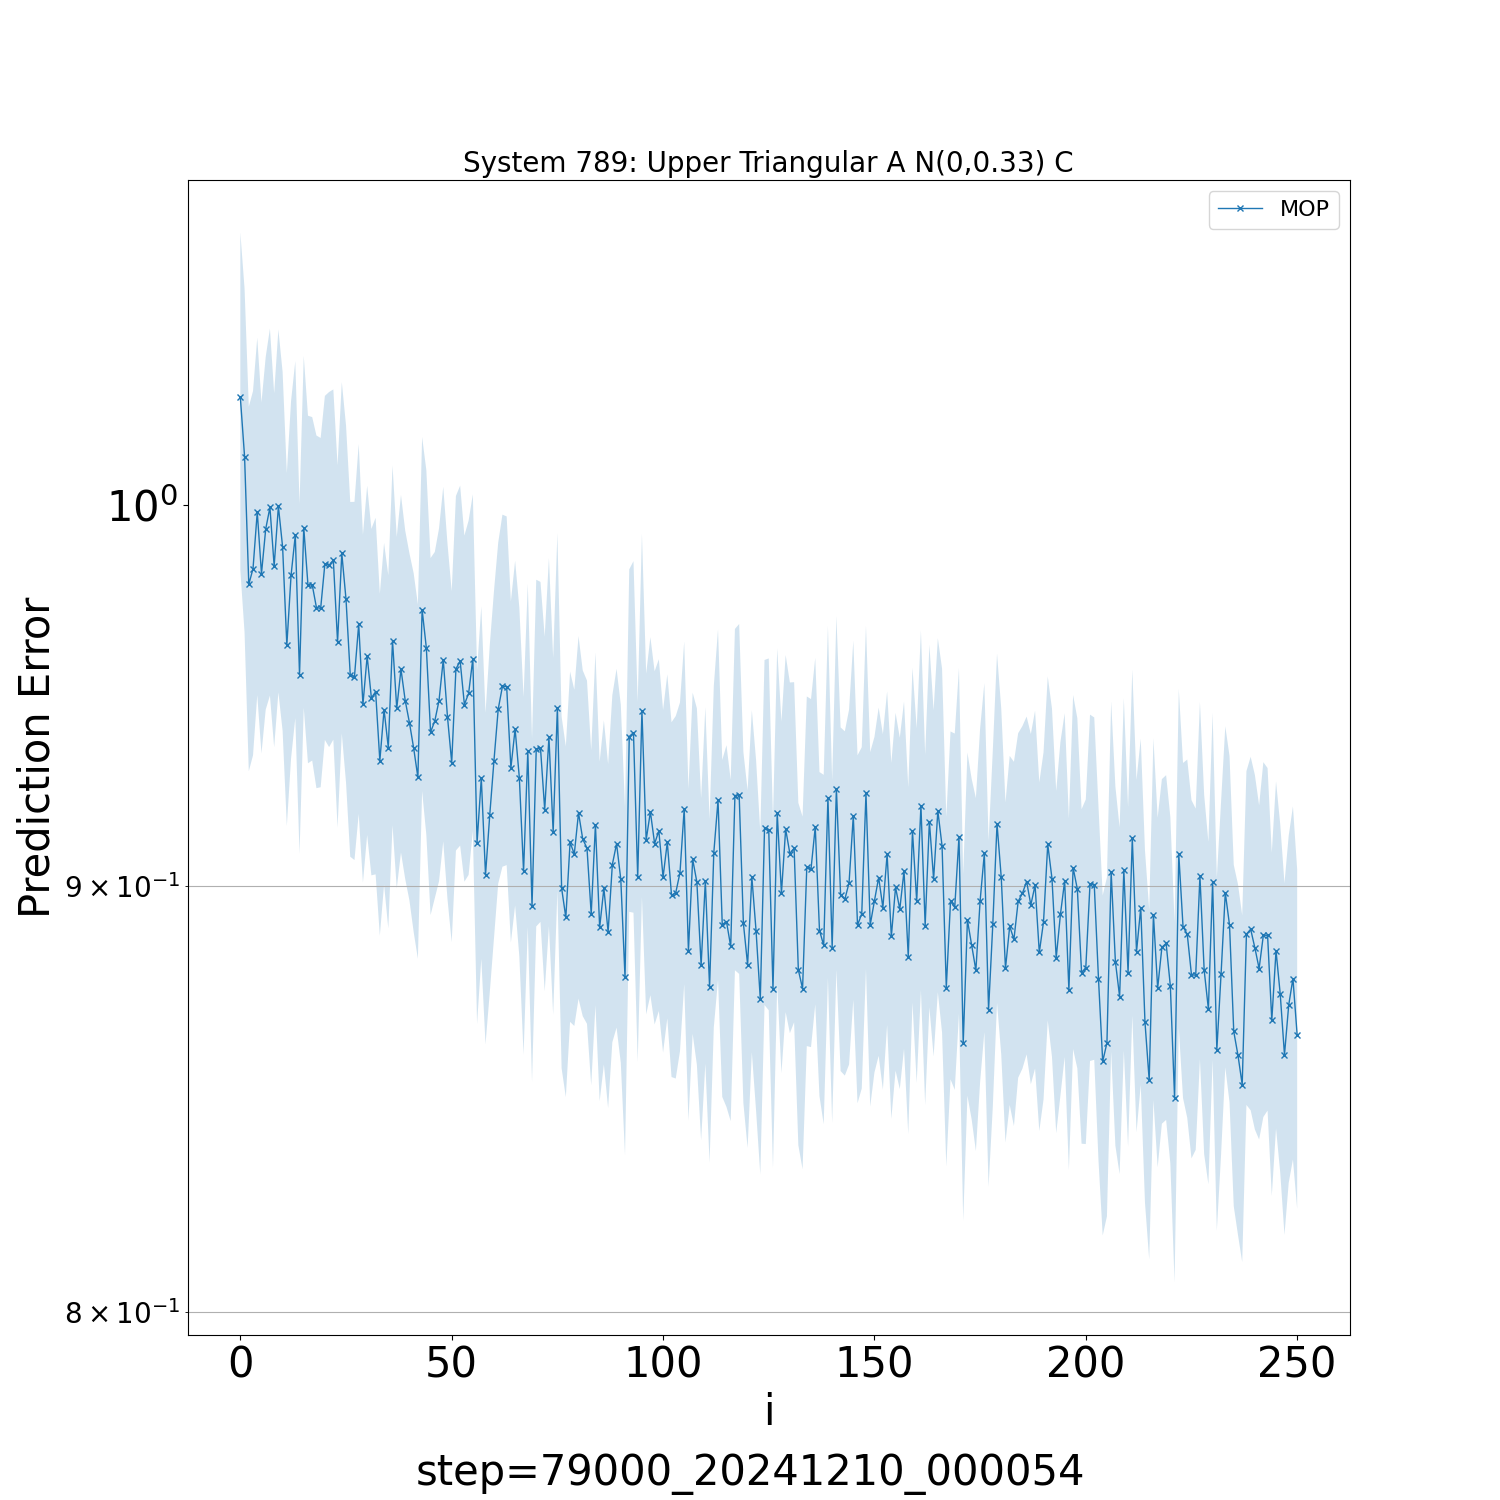 System 789: Upper Triangular A N(0,0.33) C
MOP
Prediction Error
10⁰
9 × 10⁻¹
8 × 10⁻¹
0 50 100 150 200 250
i
step=79000_20241210_000054